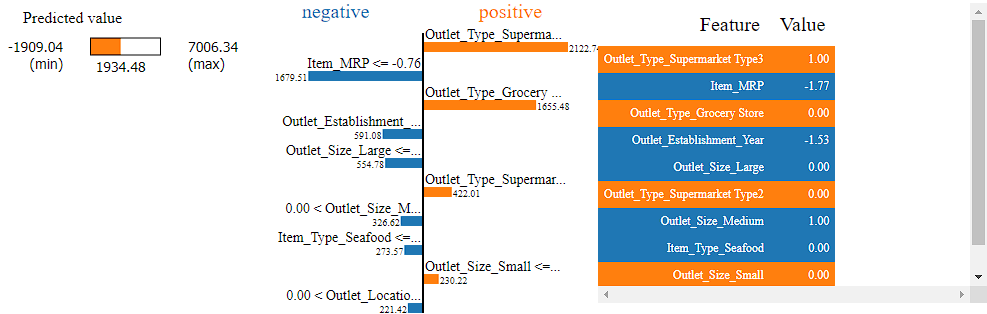 Predicted value
-1909.04
(min)
7006.34
(max)
1934.48
negative
positive
Outlet_Type_Superma...
2122.74
Item_MRP <= -0.76
1679.51
Outlet_Type_Grocery ...
1655.48
Outlet_Establishment_...
591.08
Outlet_Size_Large <=...
554.78
Outlet_Type_Supermar...
422.01
0.00 < Outlet_Size_M...
326.62
Item_Type_Seafood <=...
273.57
Outlet_Size_Small <=...
230.22
0.00 < Outlet_Locatio...
221.42
Feature Value
Outlet_Type_Supermarket Type3 1.00
Item_MRP -1.77
Outlet_Type_Grocery Store 0.00
Outlet_Establishment_Year -1.53
Outlet_Size_Large 0.00
Outlet_Type_Supermarket Type2 0.00
Outlet_Size_Medium 1.00
Item_Type_Seafood 0.00
Outlet_Size_Small 0.00